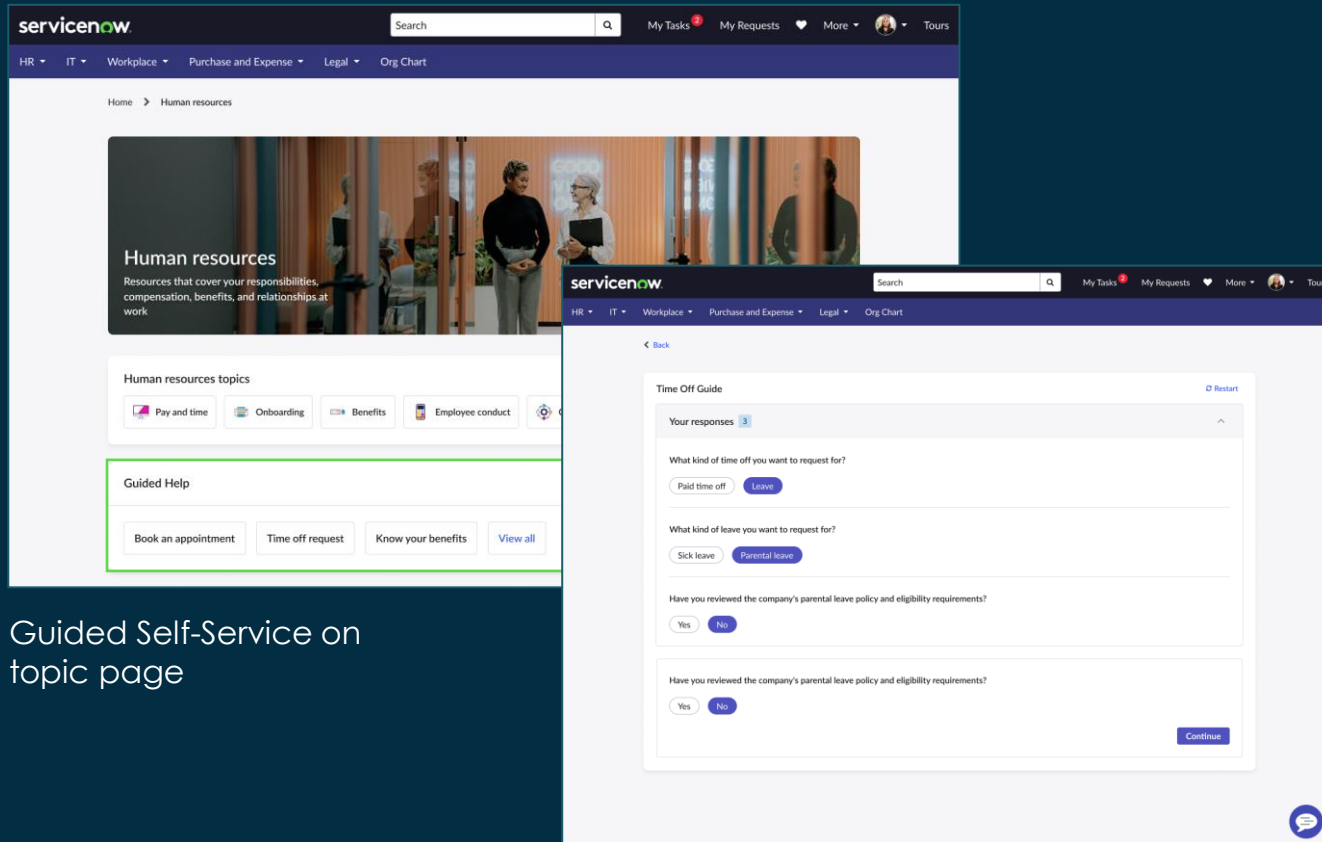 servicenow.
Search
My Tasks 2 My Requests More Tours
HR IT Workplace Purchase and Expense Legal Org Chart
Home > Human resources
Human resources
Resources that cover your responsibilities,
compensation, benefits, and relationships at
work
Human resources topics
Pay and time Onboarding Benefits Employee conduct
Guided Help
Book an appointment Time off request Know your benefits View all
Guided Self-Service on
topic page
servicenow.
Search
My Tasks 2 My Requests More Tour
HR IT Workplace Purchase and Expense Legal Org Chart
< Back
Time Off Guide Restart
Your responses 3
What kind of time off you want to request for?
Paid time off Leave
What kind of leave you want to request for?
Sick leave Parental leave
Have you reviewed the company's parental leave policy and eligibility requirements?
Yes No
Have you reviewed the company's parental leave policy and eligibility requirements?
Yes No
Continue